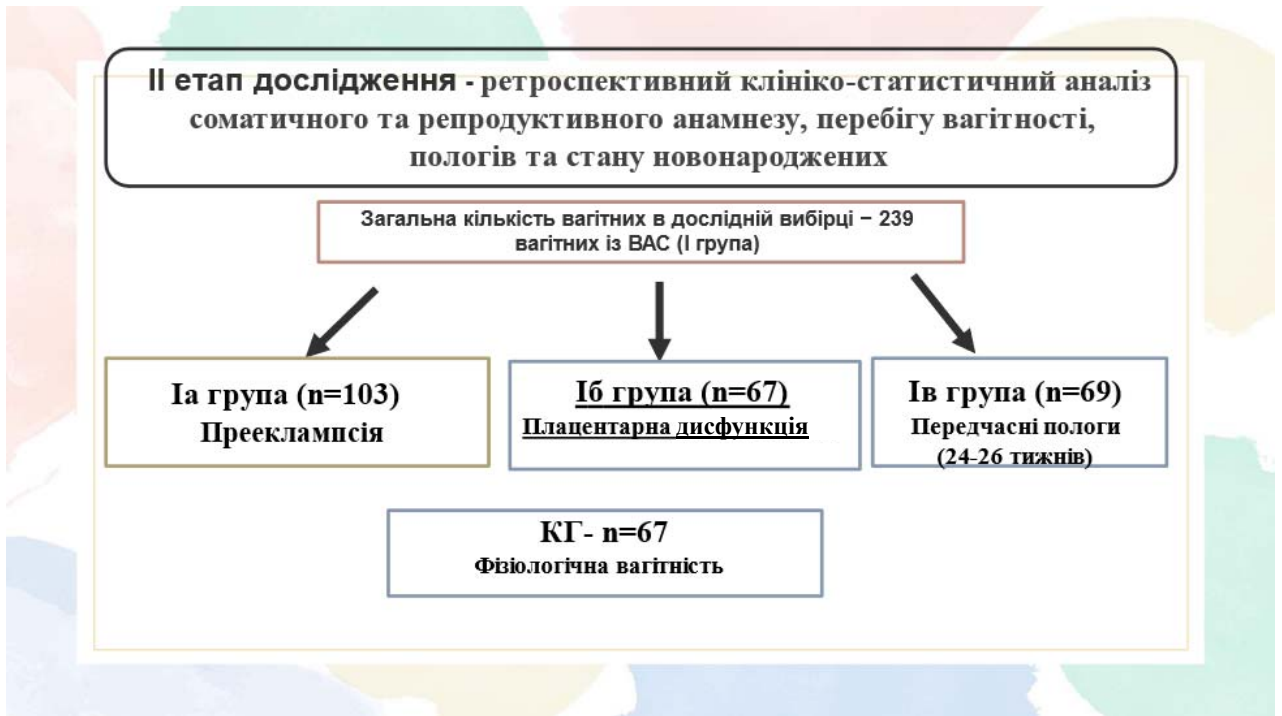 ІІ етап дослідження - ретроспективний клініко-статистичний аналіз
соматичного та репродуктивного анамнезу, перебігу вагітності,
пологів та стану новонароджених
Загальна кількість вагітних в дослідній вибірці – 239
вагітних із ВАС (І група)
Іа група (n=103)
Прееклампсія
Іб група (n=67)
Плацентарна дисфункція
Ів група (n=69)
Передчасні пологи
(24-26 тижнів)
КГ- n=67
Фізіологічна вагітність